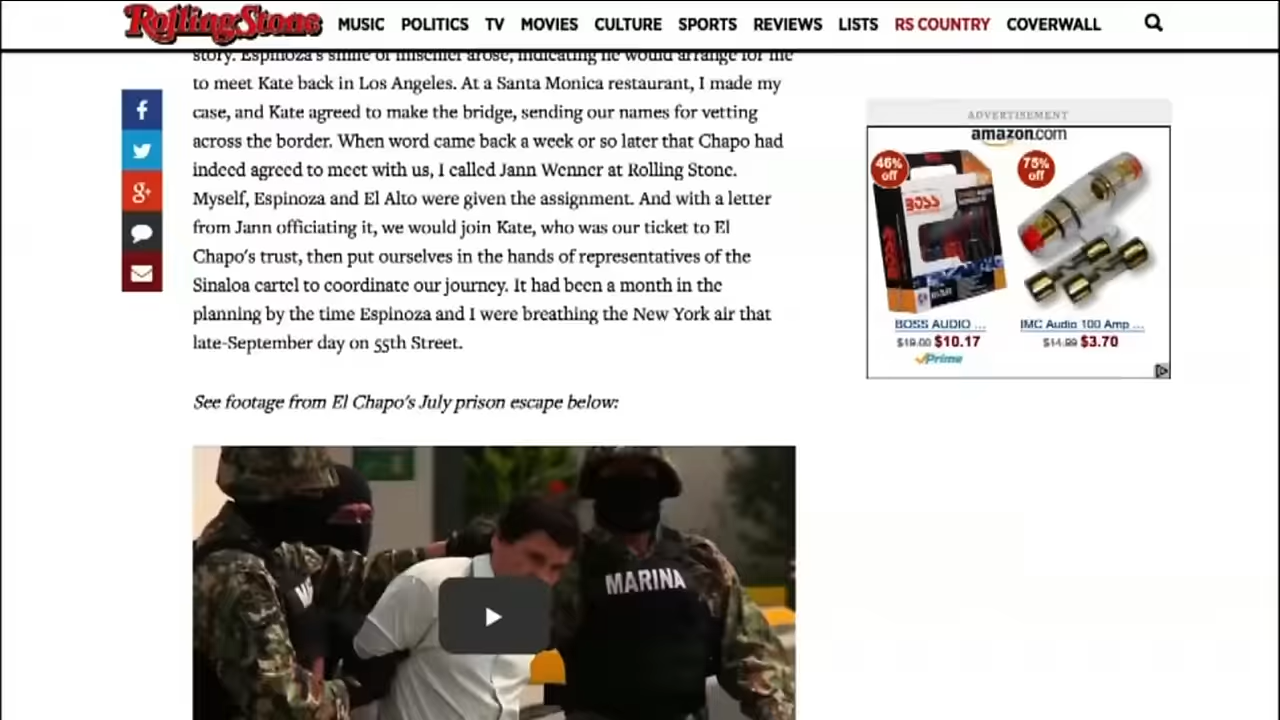 RollingStone MUSIC POLITICS TV MOVIES CULTURE SPORTS REVIEWS LISTS RS COUNTRY COVERWALL
story. Espinoza's smile of mischief arose, indicating he would arrange for me
to meet Kate back in Los Angeles. At a Santa Monica restaurant, I made my
case, and Kate agreed to make the bridge, sending our names for vetting
across the border. When word came back a week or so later that Chapo had
indeed agreed to meet with us, I called Jann Wenner at Rolling Stone.
Myself, Espinoza and El Alto were given the assignment. And with a letter
from Jann officiating it, we would join Kate, who was our ticket to El
Chapo's trust, then put ourselves in the hands of representatives of the
Sinaloa cartel to coordinate our journey. It had been a month in the
planning by the time Espinoza and I were breathing the New York air that
late-September day on 55th Street.
See footage from El Chapo's July prison escape below:
MARINA
f
g+
ADVERTISEMENT
amazon.com
46% off
75% off
BOSS
BOSS
BOSS AUDIO ...
$19.00 $10.17
Prime
IMC Audio 100 Amp ...
$14.99 $3.70